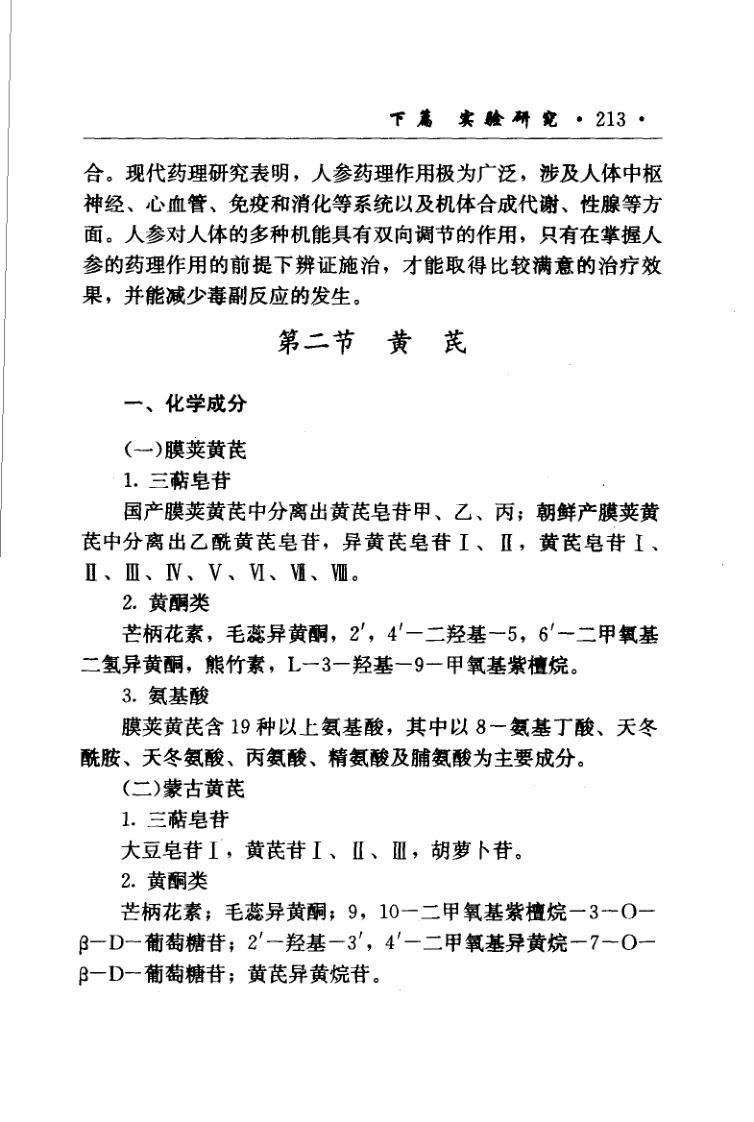 下篇 实验研究 · 213 ·
合。现代药理研究表明，人参药理作用极为广泛，涉及人体中枢
神经、心血管、免疫和消化等系统以及机体合成代谢、性腺等方
面。人参对人体的多种机能具有双向调节的作用，只有在掌握人
参的药理作用的前提下辨证施治，才能取得比较满意的治疗效
果，并能减少毒副反应的发生。
第二节 黄 芪
一、化学成分
(一)膜荚黄芪
1. 三萜皂苷
国产膜荚黄芪中分离出黄芪皂苷甲、乙、丙；朝鲜产膜荚黄
芪中分离出乙酰黄芪皂苷，异黄芪皂苷Ⅰ、Ⅱ，黄芪皂苷Ⅰ、
Ⅱ、Ⅲ、Ⅳ、Ⅴ、Ⅵ、Ⅶ、Ⅷ。
2. 黄酮类
芒柄花素，毛蕊异黄酮，2′，4′－二羟基－5，6′－二甲氧基
二氢异黄酮，熊竹素，L－3－羟基－9－甲氧基紫檀烷。
3. 氨基酸
膜荚黄芪含 19 种以上氨基酸，其中以 8－氨基丁酸、天冬
酰胺、天冬氨酸、丙氨酸、精氨酸及脯氨酸为主要成分。
(二)蒙古黄芪
1. 三萜皂苷
大豆皂苷Ⅰ，黄芪苷Ⅰ、Ⅱ、Ⅲ，胡萝卜苷。
2. 黄酮类
芒柄花素；毛蕊异黄酮；9，10－二甲氧基紫檀烷－3－O－
β－D－葡萄糖苷；2′－羟基－3′，4′－二甲氧基异黄烷－7－O－
β－D－葡萄糖苷；黄芪异黄烷苷。